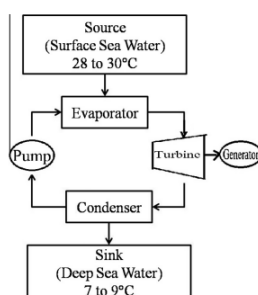 Source
(Surface Sea Water)
28 to 30°C
Evaporator
Pump
Turbine
Generator
Condenser
Sink
(Deep Sea Water)
7 to 9°C